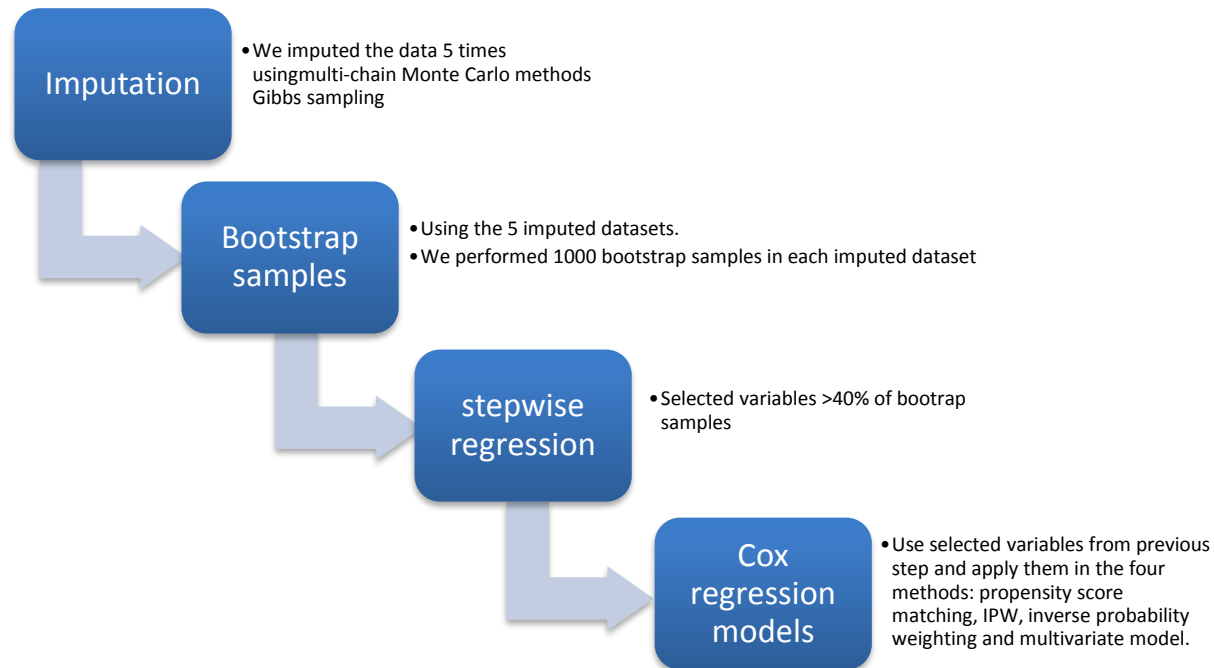 Imputation
•We imputed the data 5 times
usingmulti-chain Monte Carlo methods
Gibbs sampling
Bootstrap
samples
•Using the 5 imputed datasets.
•We performed 1000 bootstrap samples in each imputed dataset
stepwise
regression
•Selected variables >40% of bootrap
samples
Cox
regression
models
•Use selected variables from previous
step and apply them in the four
methods: propensity score
matching, IPW, inverse probability
weighting and multivariate model.